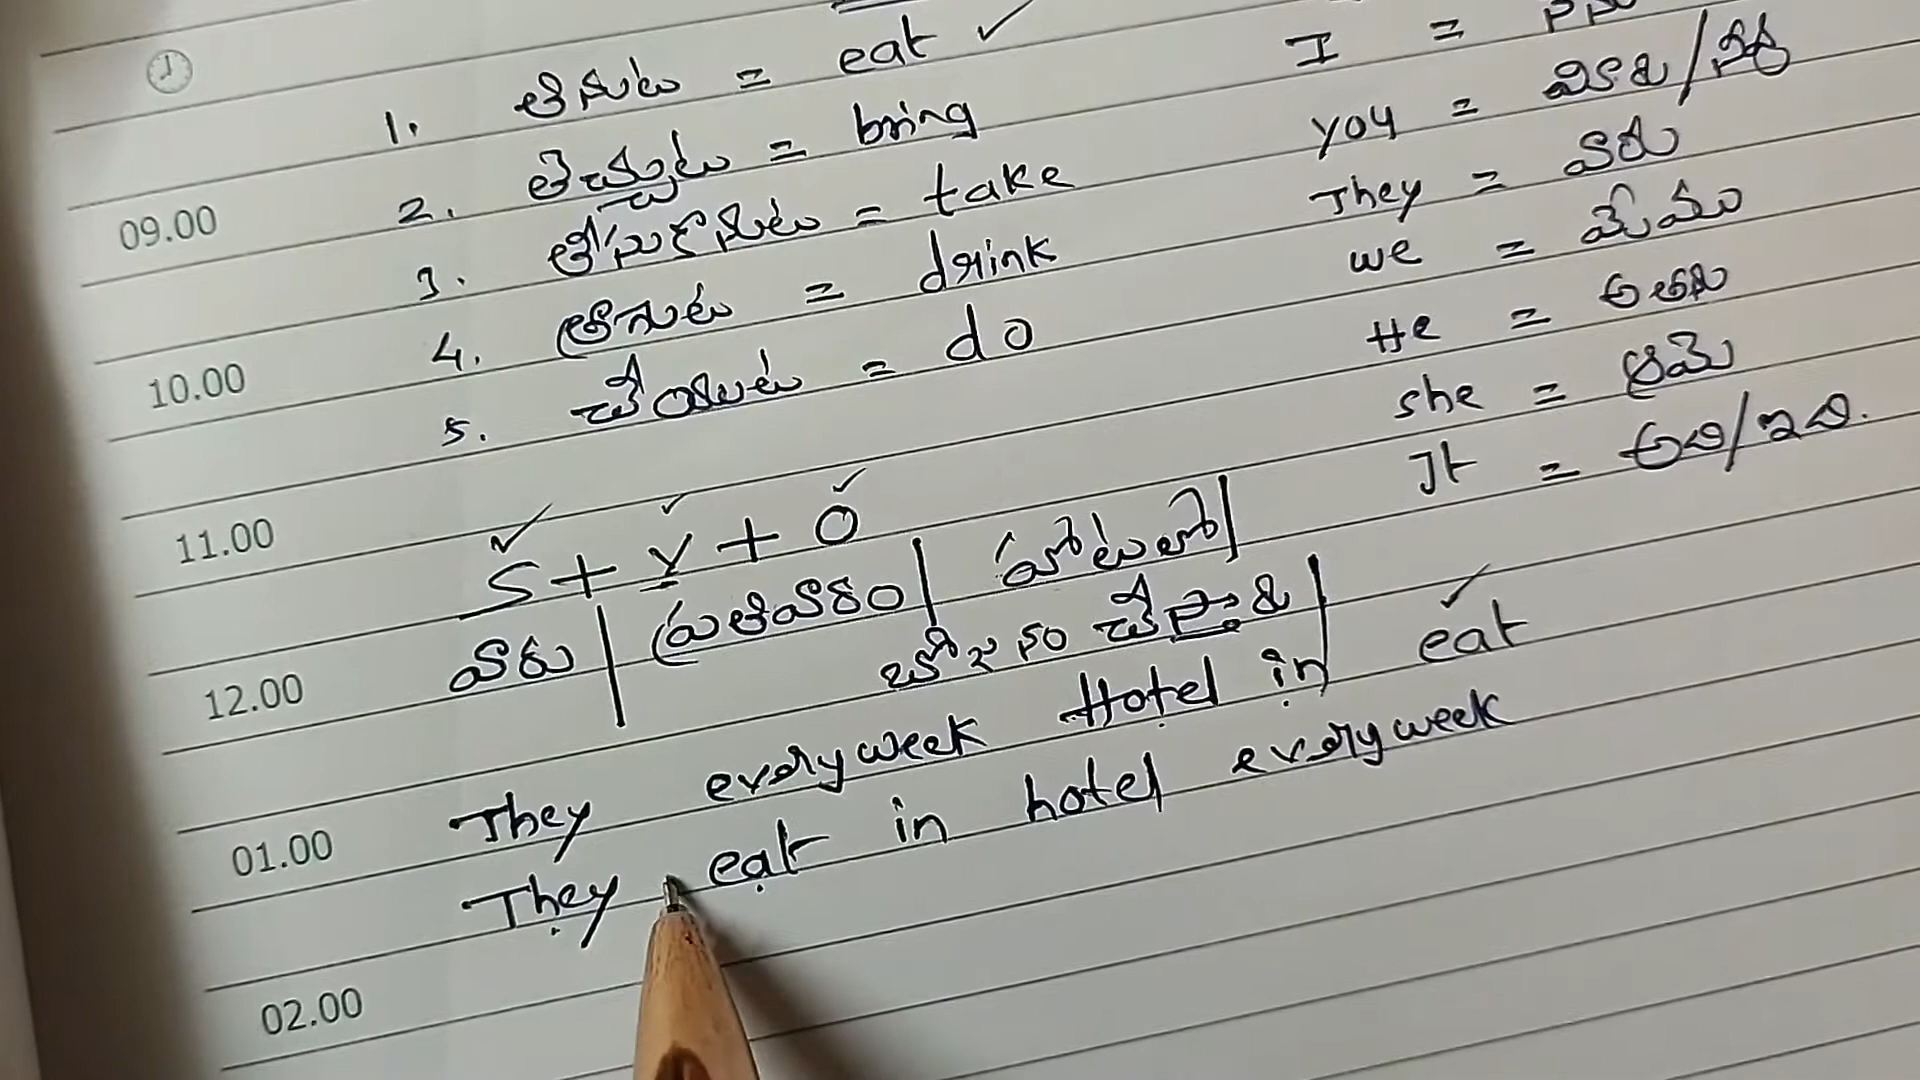 1. తినుట = eat ✓
2. తెచ్చుట = bring
3. తీసుకొనుట = take
4. త్రాగుట = drink
5. చేయుట = do
I =
you = మీరు/నీవు
They = వారు
we = మేము
He = అతను
she = ఆమె
It = అది/ఇది.
09.00
10.00
11.00
12.00
01.00
02.00
S + V + O
వారు | ప్రతివారం | హోటల్లో |
భోజనం చేస్తారు |
They everyweek Hotel in eat ✓
They eat in hotel everyweek